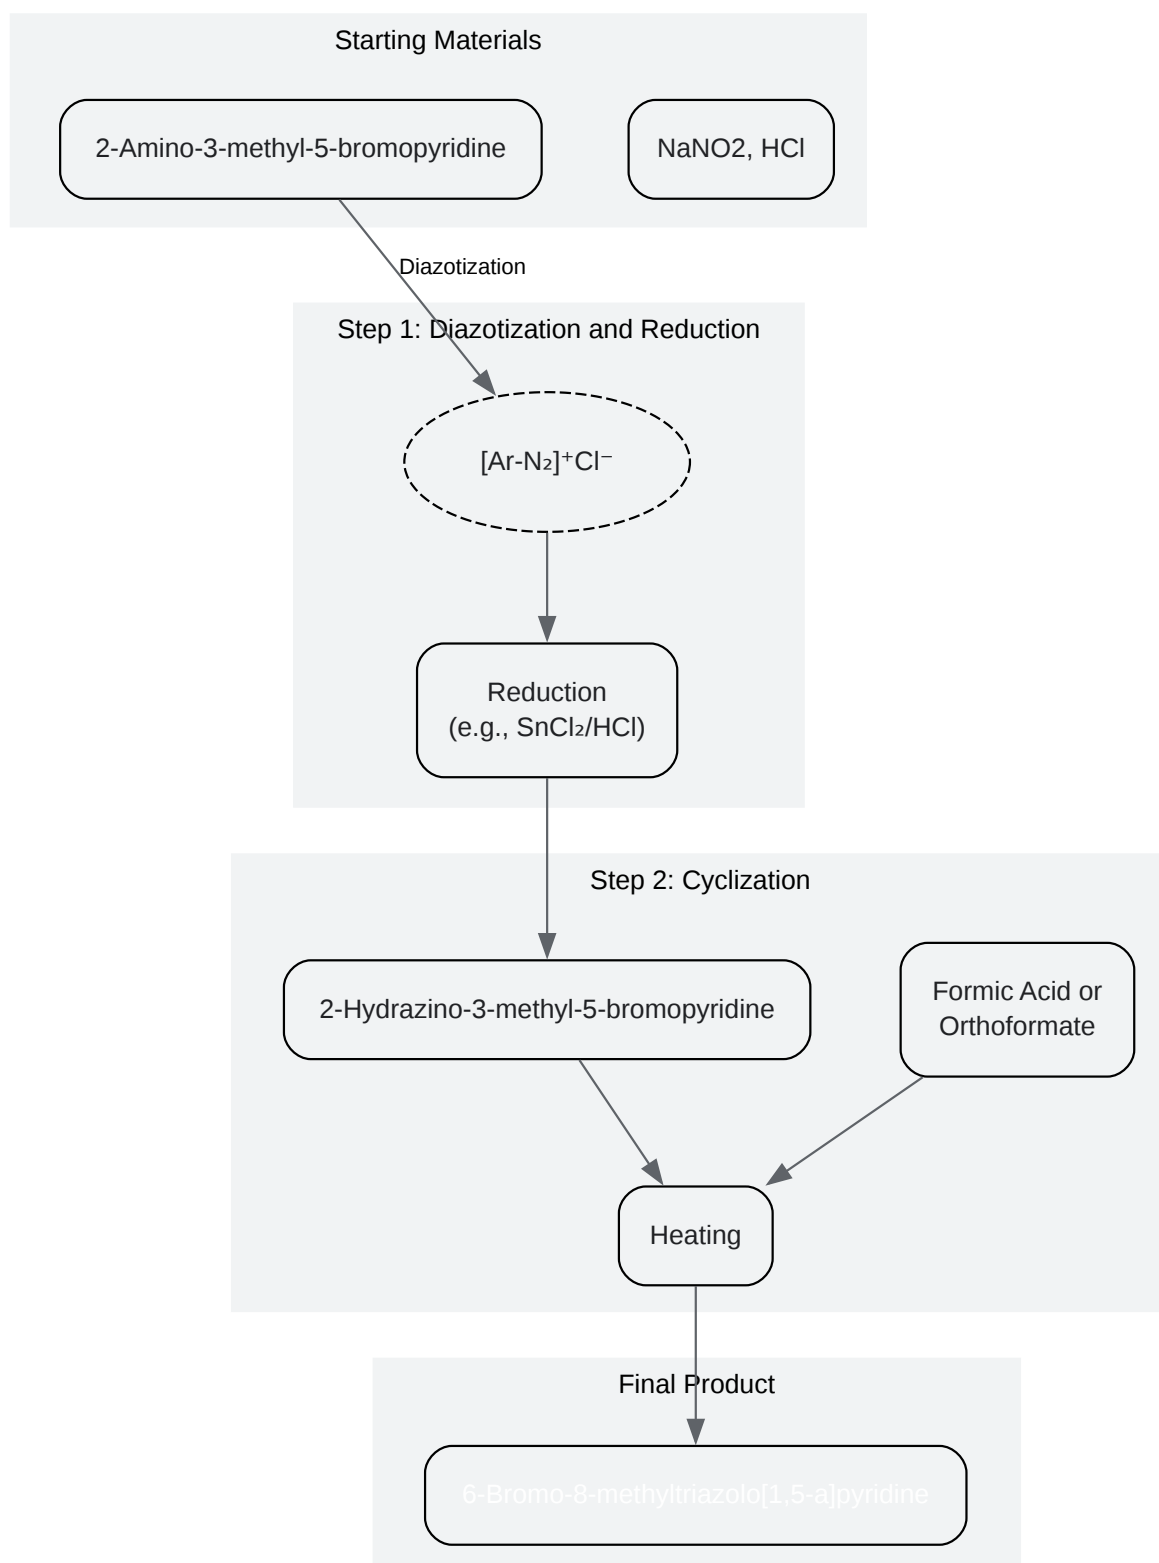 Starting Materials
2-Amino-3-methyl-5-bromopyridine
NaNO2, HCl
Diazotization
Step 1: Diazotization and Reduction
[Ar-N₂]⁺Cl⁻
Reduction
(e.g., SnCl₂/HCl)
Step 2: Cyclization
2-Hydrazino-3-methyl-5-bromopyridine
Formic Acid or
Orthoformate
Heating
Final Product
6-Bromo-8-methyltriazolo[1,5-a]pyridine